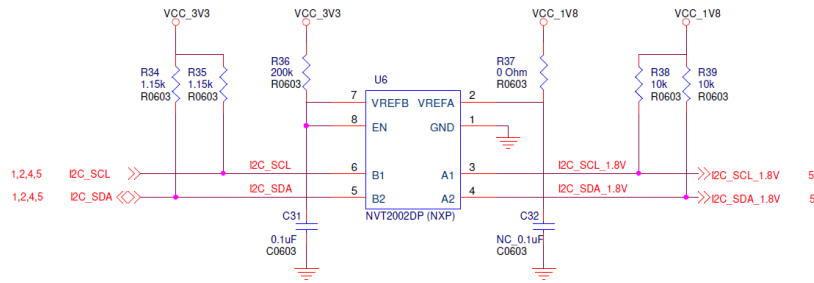 VCC_3V3
VCC_3V3
VCC_1V8
VCC_1V8
R34
1.15k
R0603
R35
1.15k
R0603
R36
200k
R0603
R37
0 Ohm
R0603
R38
10k
R0603
R39
10k
R0603
U6
7 VREFB VREFA 2
8 EN GND 1
1,2,4,5 I2C_SCL I2C_SCL 6 B1 A1 3 I2C_SCL_1.8V I2C_SCL_1.8V 5
1,2,4,5 I2C_SDA I2C_SDA 5 B2 A2 4 I2C_SDA_1.8V I2C_SDA_1.8V 5
NVT2002DP (NXP)
C31
0.1uF
C0603
C32
NC_0.1uF
C0603